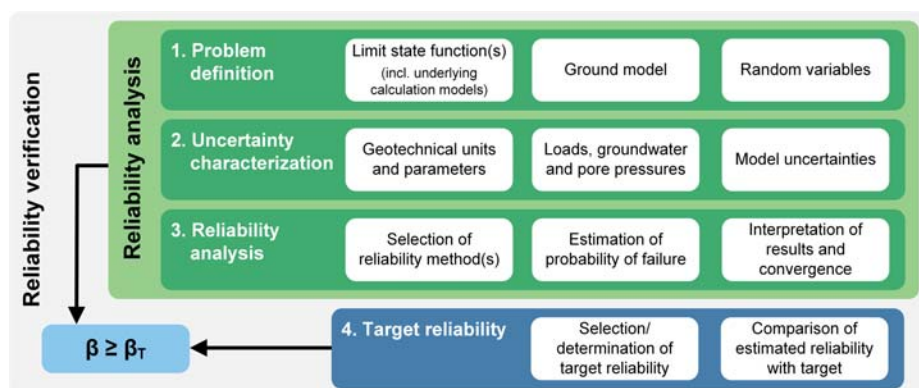 Reliability verification
Reliability analysis
1. Problem
definition
Limit state function(s)
(incl. underlying
calculation models)
Ground model
Random variables
2. Uncertainty
characterization
Geotechnical units
and parameters
Loads, groundwater
and pore pressures
Model uncertainties
3. Reliability
analysis
Selection of
reliability method(s)
Estimation of
probability of failure
Interpretation of
results and
convergence
4. Target reliability
Selection/
determination of
target reliability
Comparison of
estimated reliability
with target
β ≥ βT